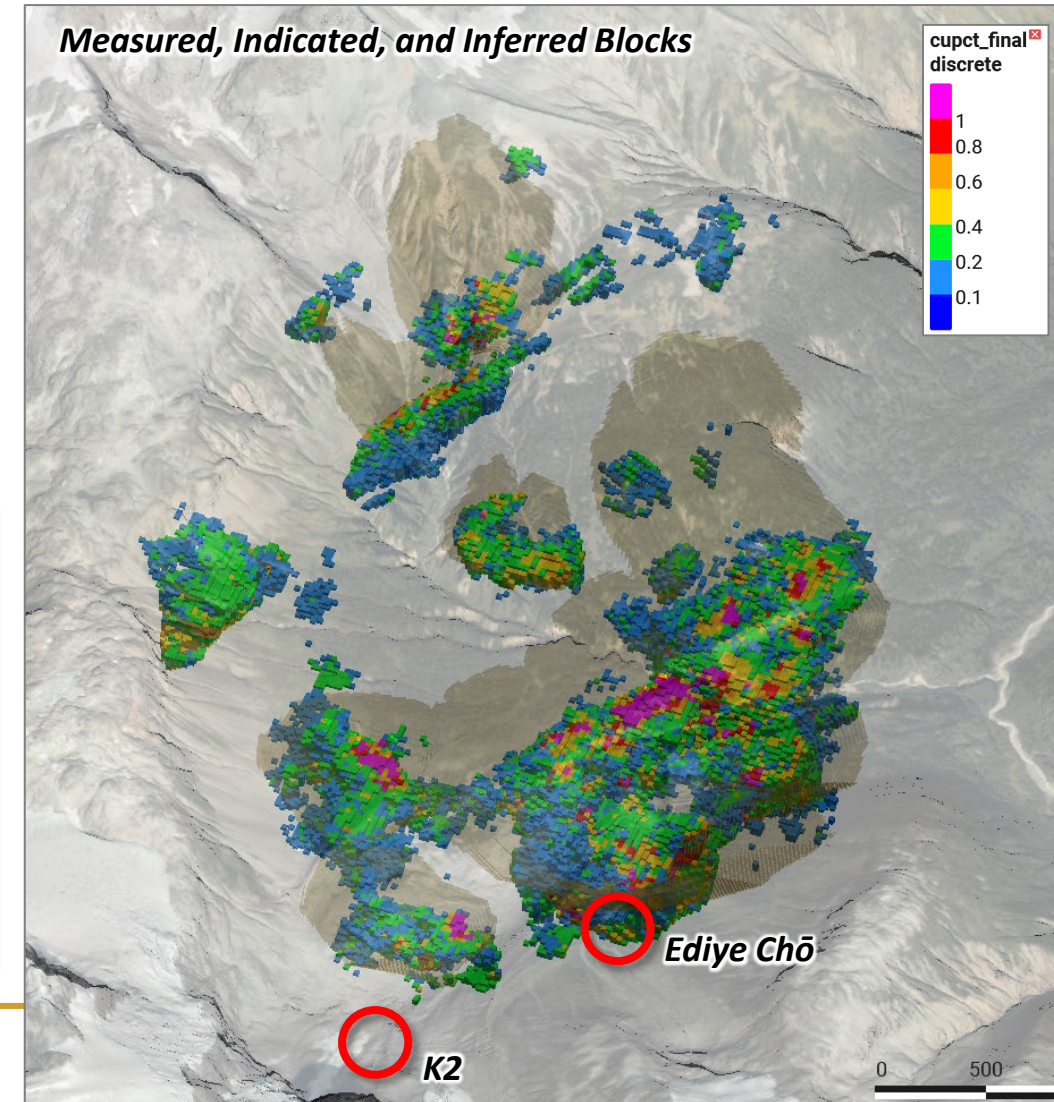 Measured, Indicated, and Inferred Blocks
cupct_final
discrete
1
0.8
0.6
0.4
0.2
0.1
Ediye Chō
K2
0
500